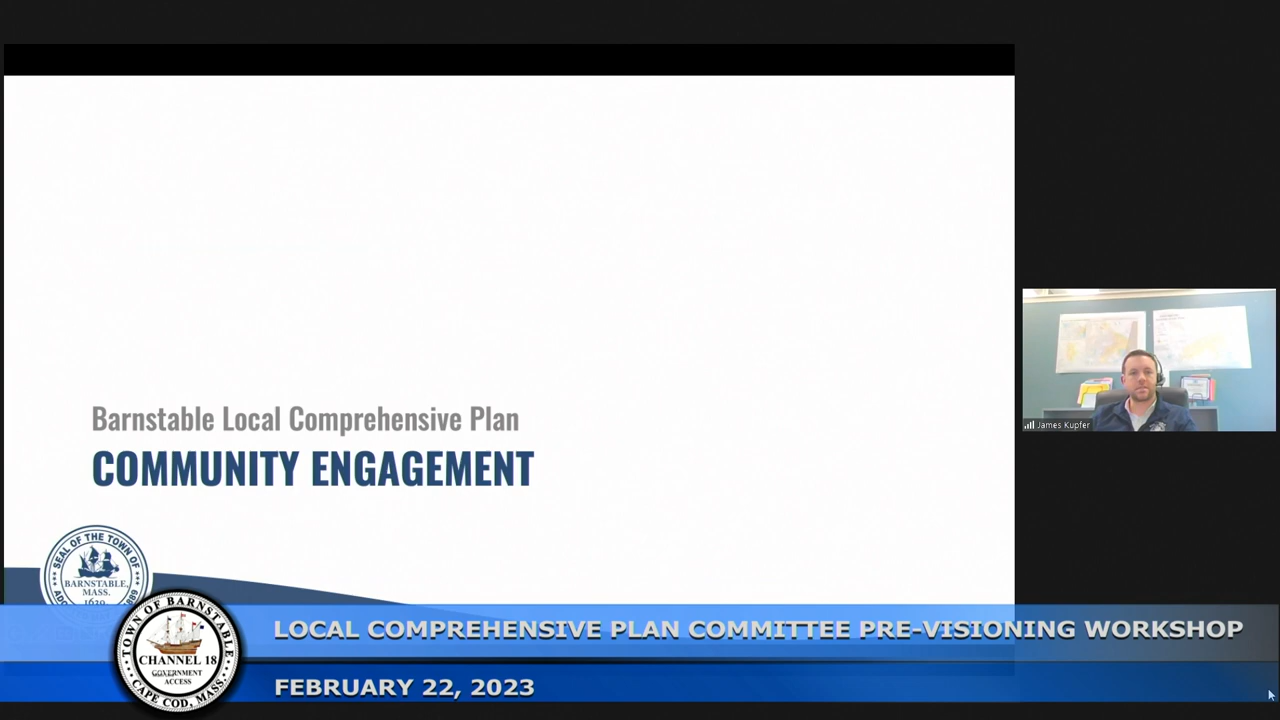 Barnstable Local Comprehensive Plan
COMMUNITY ENGAGEMENT
James Kupfer
SEAL OF THE TOWN OF
BARNSTABLE,
MASS.
1639
TOWN OF BARNSTABLE
CHANNEL 18
GOVERNMENT
ACCESS
CAPE COD, MASS.
LOCAL COMPREHENSIVE PLAN COMMITTEE PRE-VISIONING WORKSHOP
FEBRUARY 22, 2023